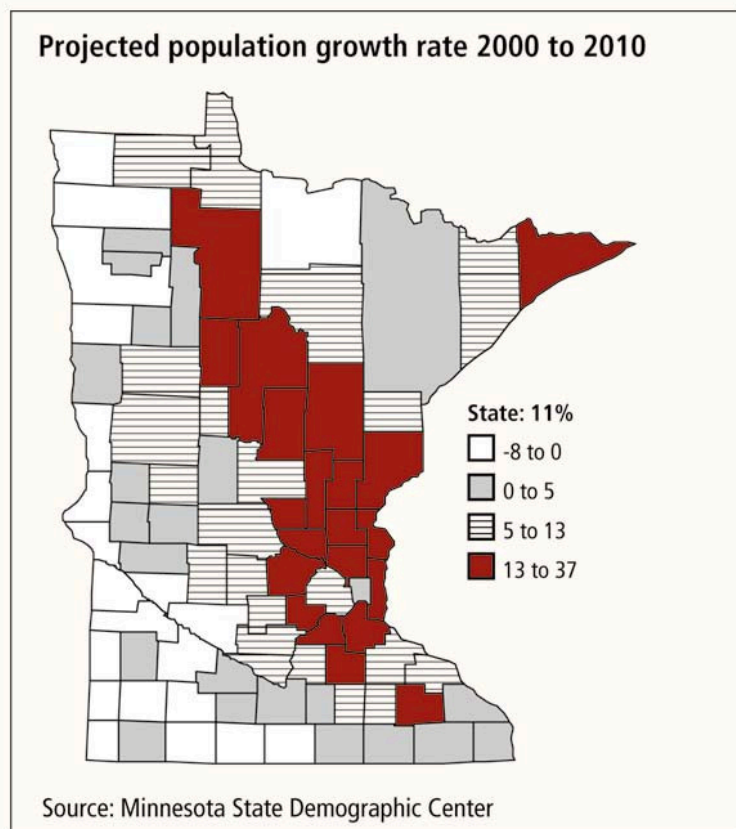 Projected population growth rate 2000 to 2010
State: 11%
-8 to 0
0 to 5
5 to 13
13 to 37
Source: Minnesota State Demographic Center